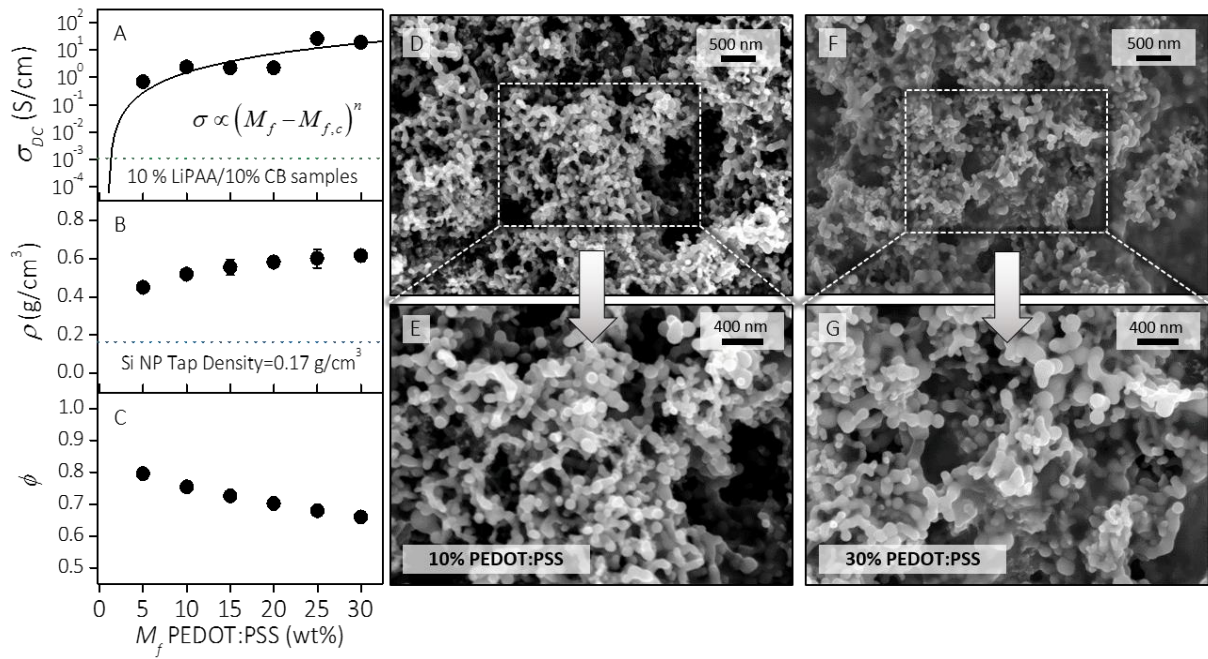 A
10²
10¹
10⁰
10⁻¹
10⁻²
10⁻³
10⁻⁴
σ_DC (S/cm)
σ ∝ (M_f − M_f,c)ⁿ
10 % LiPAA/10% CB samples
B
0.8
0.6
0.4
0.2
0.0
ρ (g/cm³)
Si NP Tap Density=0.17 g/cm³
C
1.0
0.9
0.8
0.7
0.6
0.5
ϕ
0 5 10 15 20 25 30
M_f PEDOT:PSS (wt%)
D
500 nm
E
400 nm
10% PEDOT:PSS
F
500 nm
G
400 nm
30% PEDOT:PSS